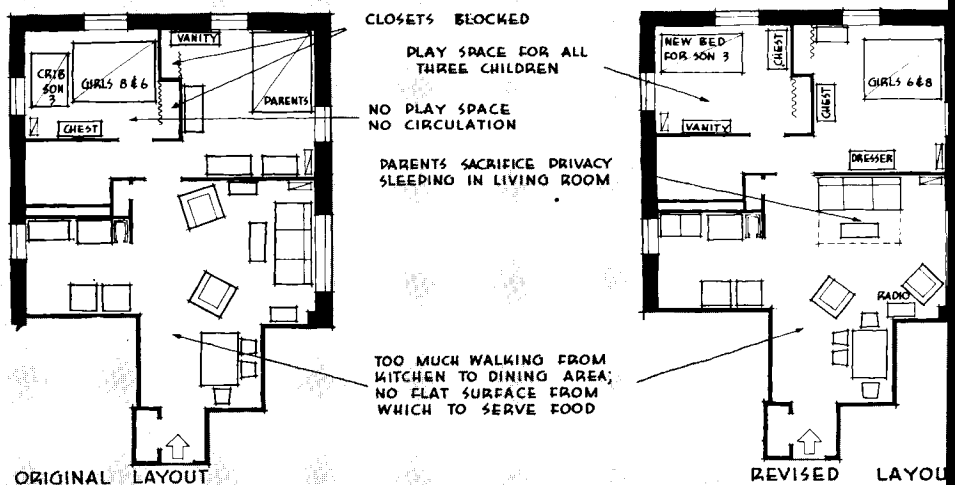 CLOSETS BLOCKED
PLAY SPACE FOR ALL
THREE CHILDREN
NO PLAY SPACE
NO CIRCULATION
PARENTS SACRIFICE PRIVACY
SLEEPING IN LIVING ROOM
TOO MUCH WALKING FROM
KITCHEN TO DINING AREA;
NO FLAT SURFACE FROM
WHICH TO SERVE FOOD
VANITY
CRIB
SON
3
GIRLS 8 & 6
PARENTS
CHEST
ORIGINAL LAYOUT
NEW BED
FOR SON 3
CHEST
GIRLS 6 & 8
CHEST
VANITY
DRESSER
RADIO
REVISED LAYOU